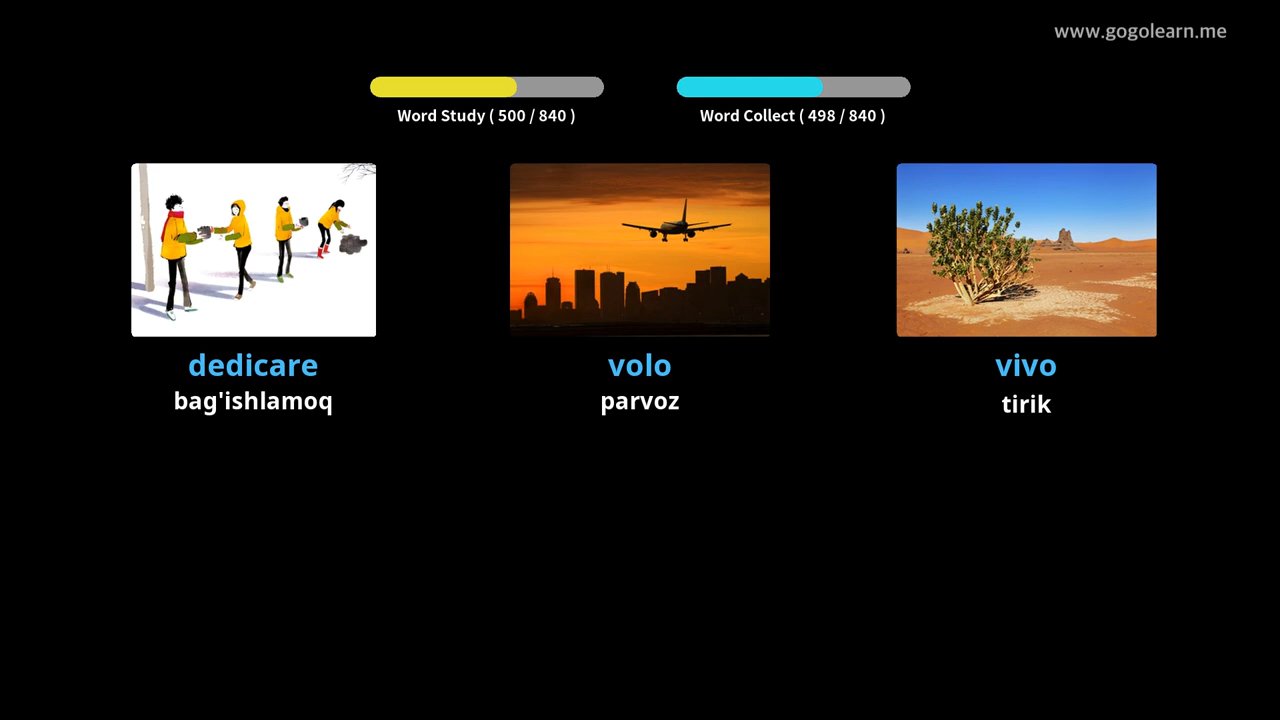 www.gogolearn.me
Word Study ( 500 / 840 )
Word Collect ( 498 / 840 )
dedicare
bag'ishlamoq
volo
parvoz
vivo
tirik